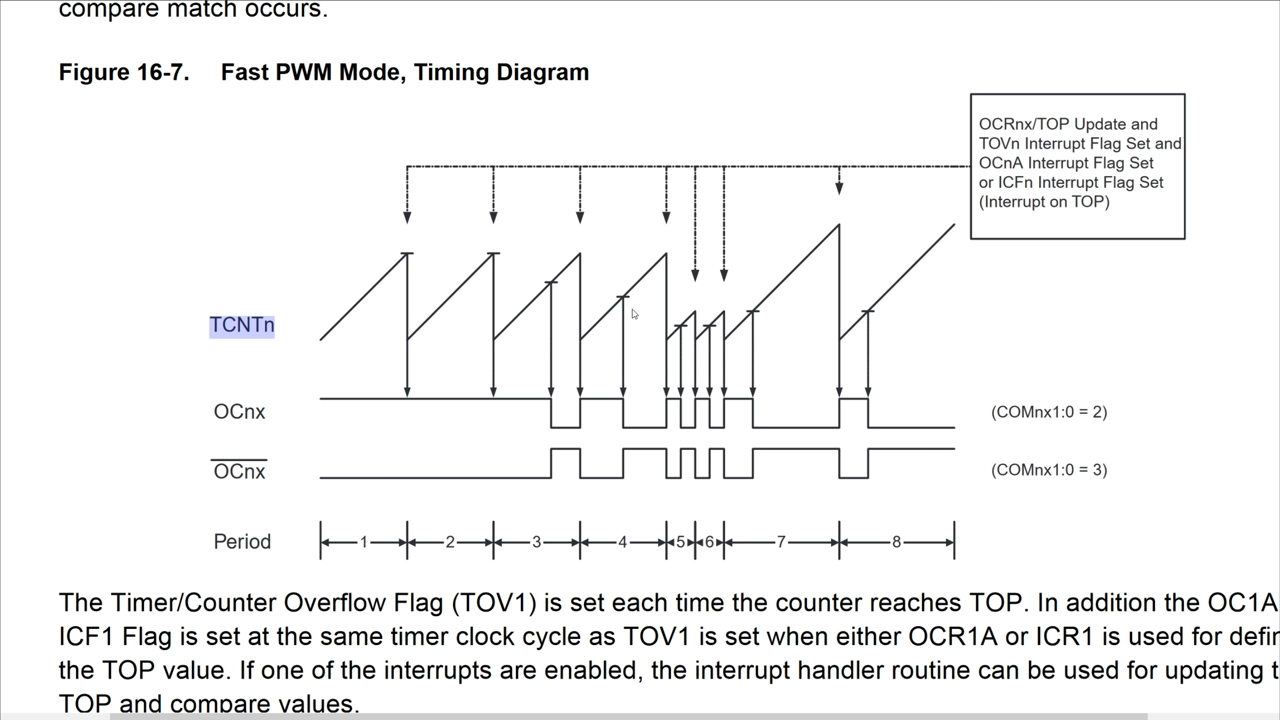 compare match occurs.
Figure 16-7. Fast PWM Mode, Timing Diagram
OCRnx/TOP Update and
TOVn Interrupt Flag Set and
OCnA Interrupt Flag Set
or ICFn Interrupt Flag Set
(Interrupt on TOP)
TCNTn
OCnx
(COMnx1:0 = 2)
OCnx
(COMnx1:0 = 3)
Period
1 2 3 4 5 6 7 8
The Timer/Counter Overflow Flag (TOV1) is set each time the counter reaches TOP. In addition the OC1A
ICF1 Flag is set at the same timer clock cycle as TOV1 is set when either OCR1A or ICR1 is used for defin
the TOP value. If one of the interrupts are enabled, the interrupt handler routine can be used for updating t
TOP and compare values.